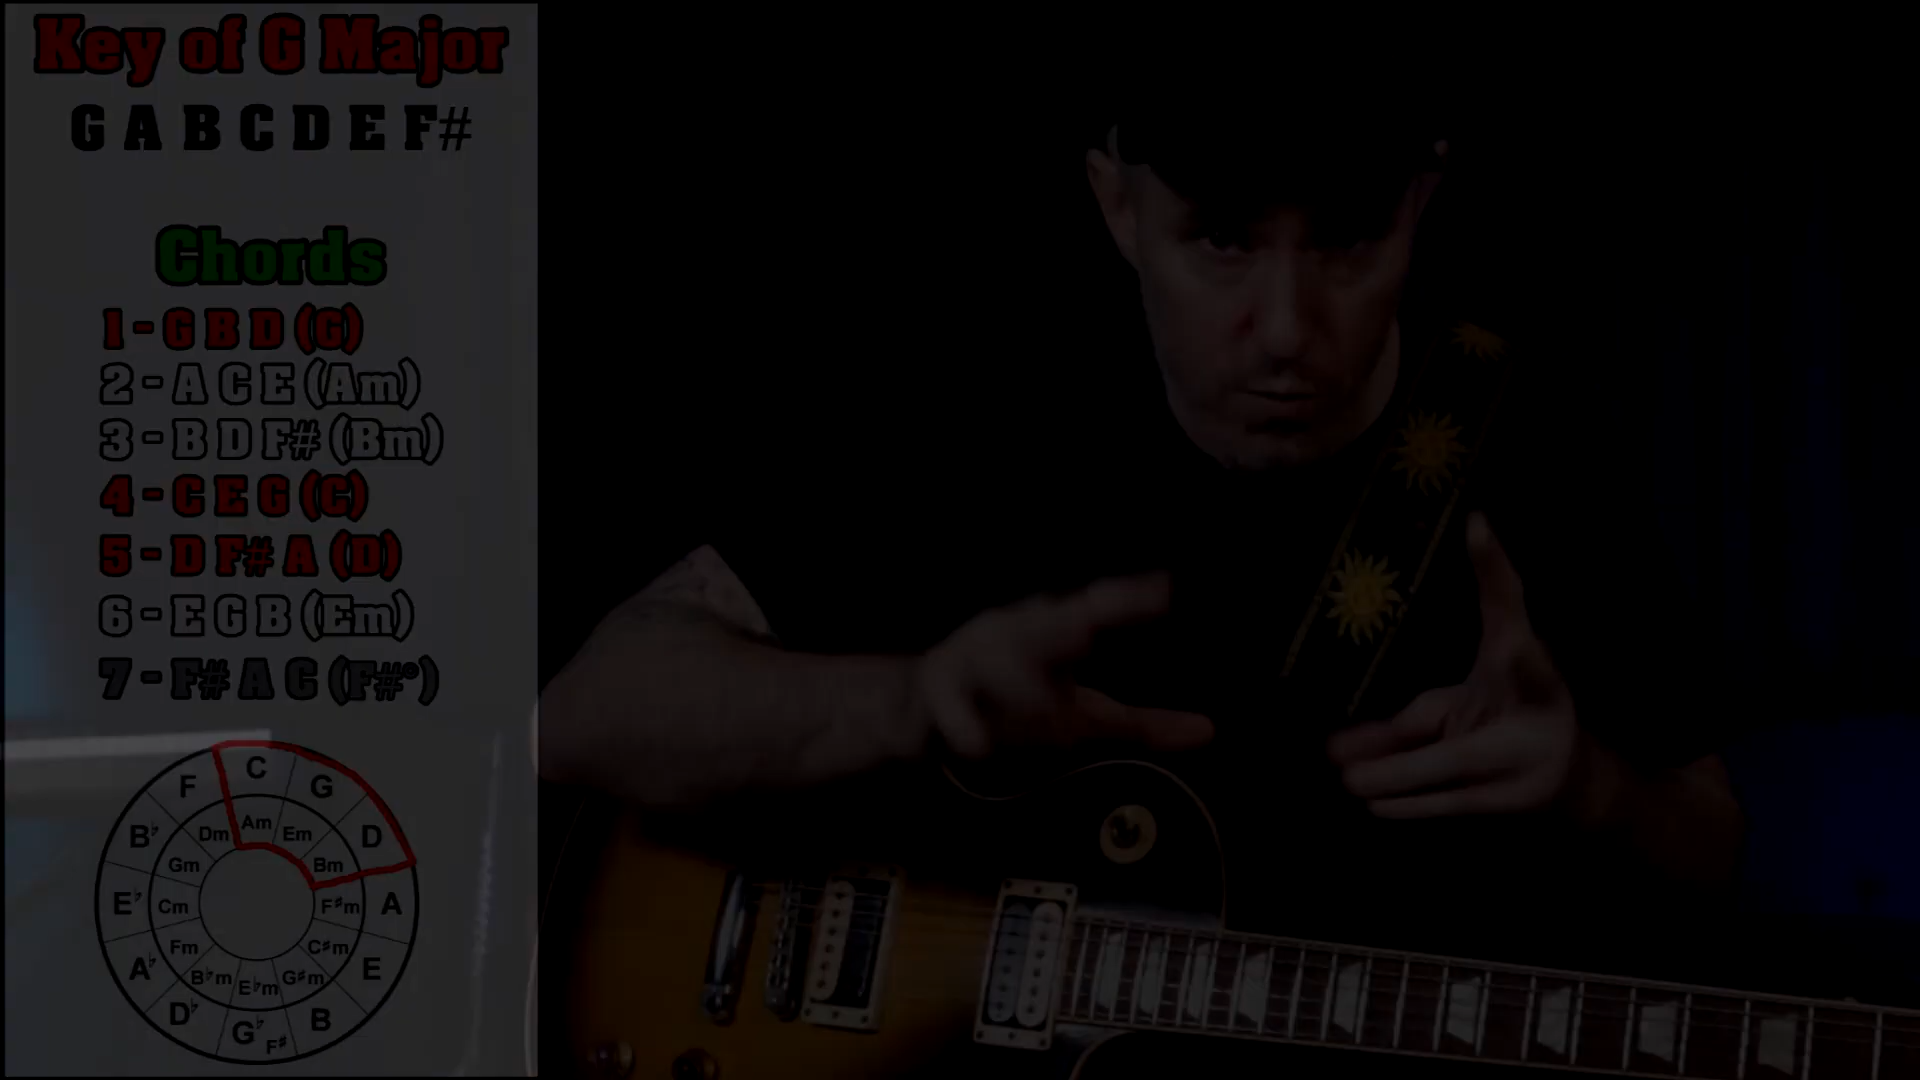 Key of G Major
G A B C D E F#
Chords
1 - G B D (G)
2 - A C E (Am)
3 - B D F# (Bm)
4 - C E G (C)
5 - D F# A (D)
6 - E G B (Em)
7 - F# A C (F#°)
C
F
G
B♭
D
E♭
A
A♭
E
D♭
B
G♭
F♯
Am
Dm
Em
Gm
Bm
Cm
F♯m
Fm
C♯m
B♭m
E♭m
G♯m